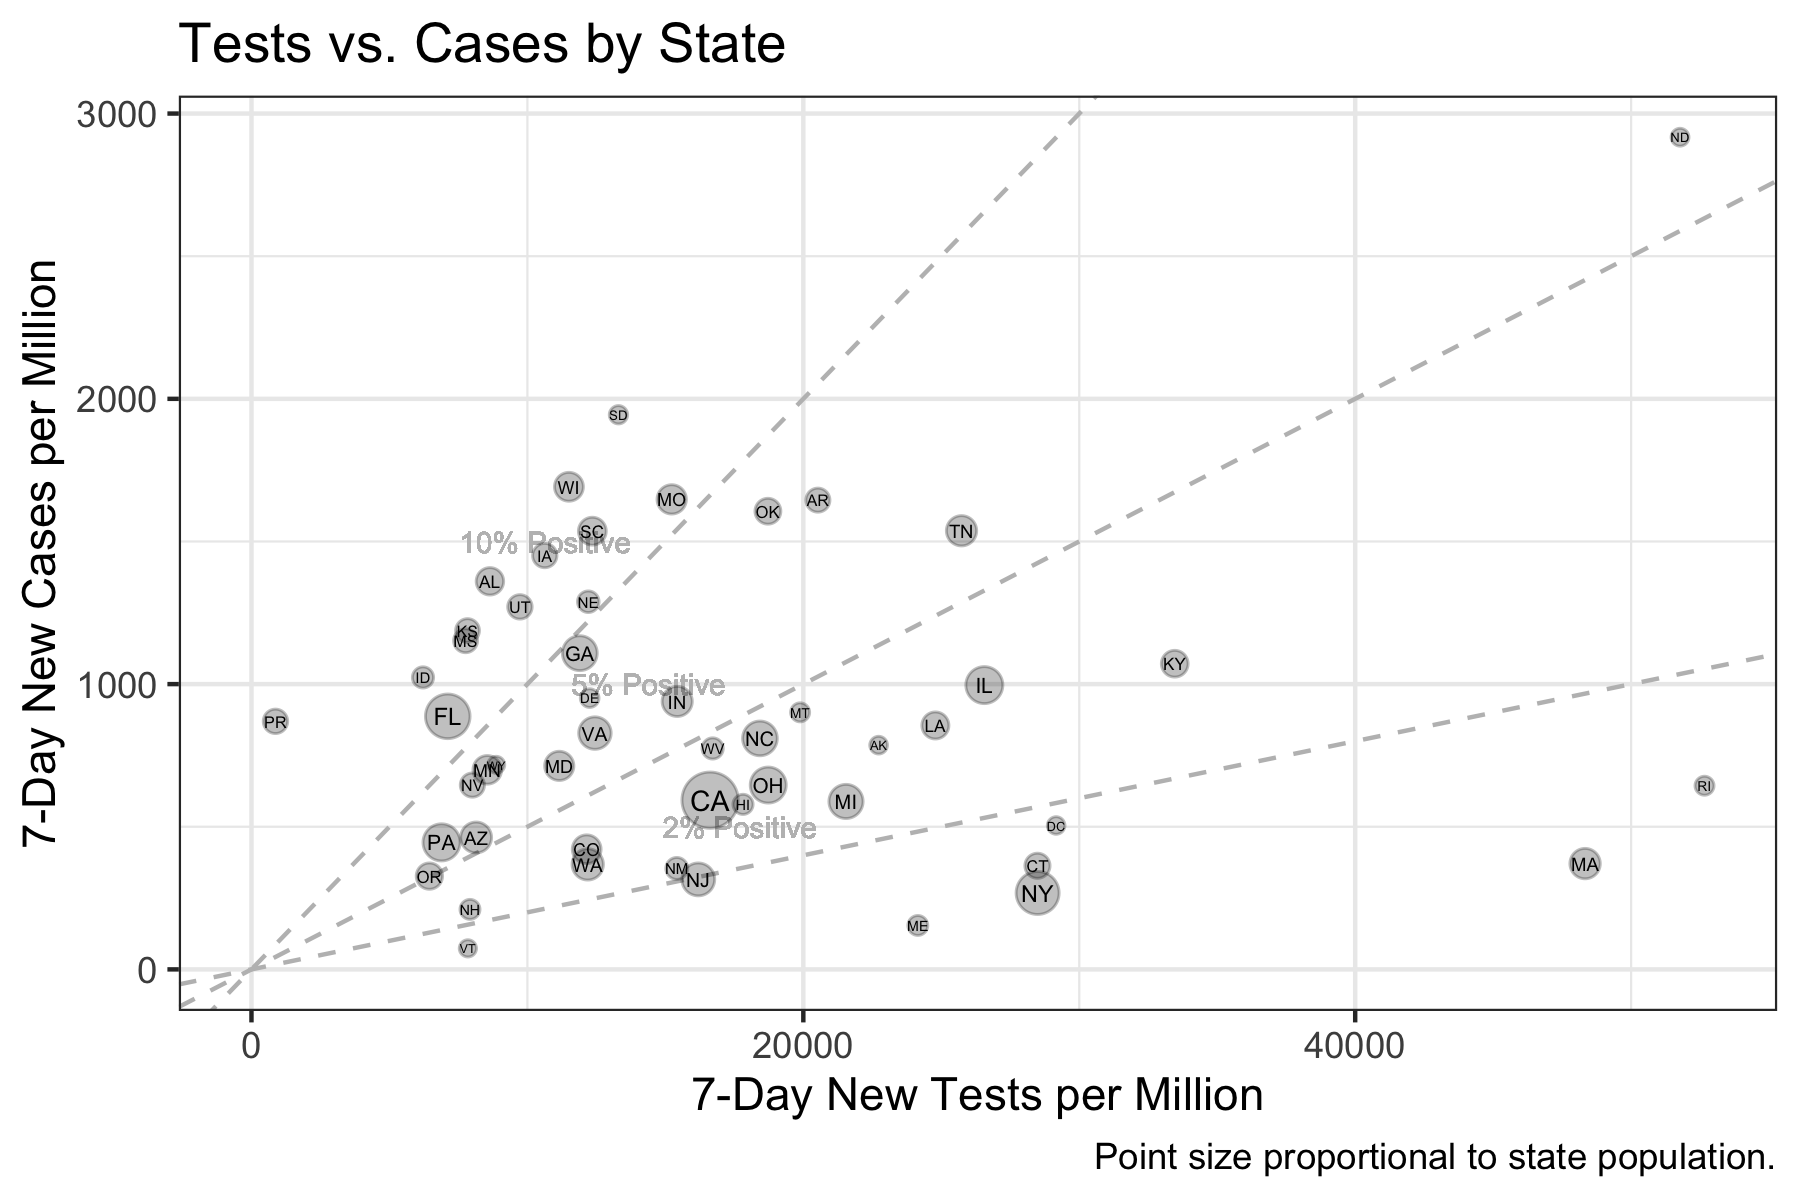 Tests vs. Cases by State
3000
2000
1000
0
7-Day New Cases per Million
ND
SD
WI
MO
OK
AR
SC
TN
10% Positive
IA
AL
UT
NE
KS
MS
GA
KY
ID
5% Positive
IL
DE
IN
PR
FL
MT
LA
VA
NC
AK
WV
MD
WY
MN
NV
OH
RI
CA
HI
MI
2% Positive
DC
PA
AZ
CO
WA
CT
MA
NM
OR
NJ
NY
NH
ME
VT
0
20000
40000
7-Day New Tests per Million
Point size proportional to state population.